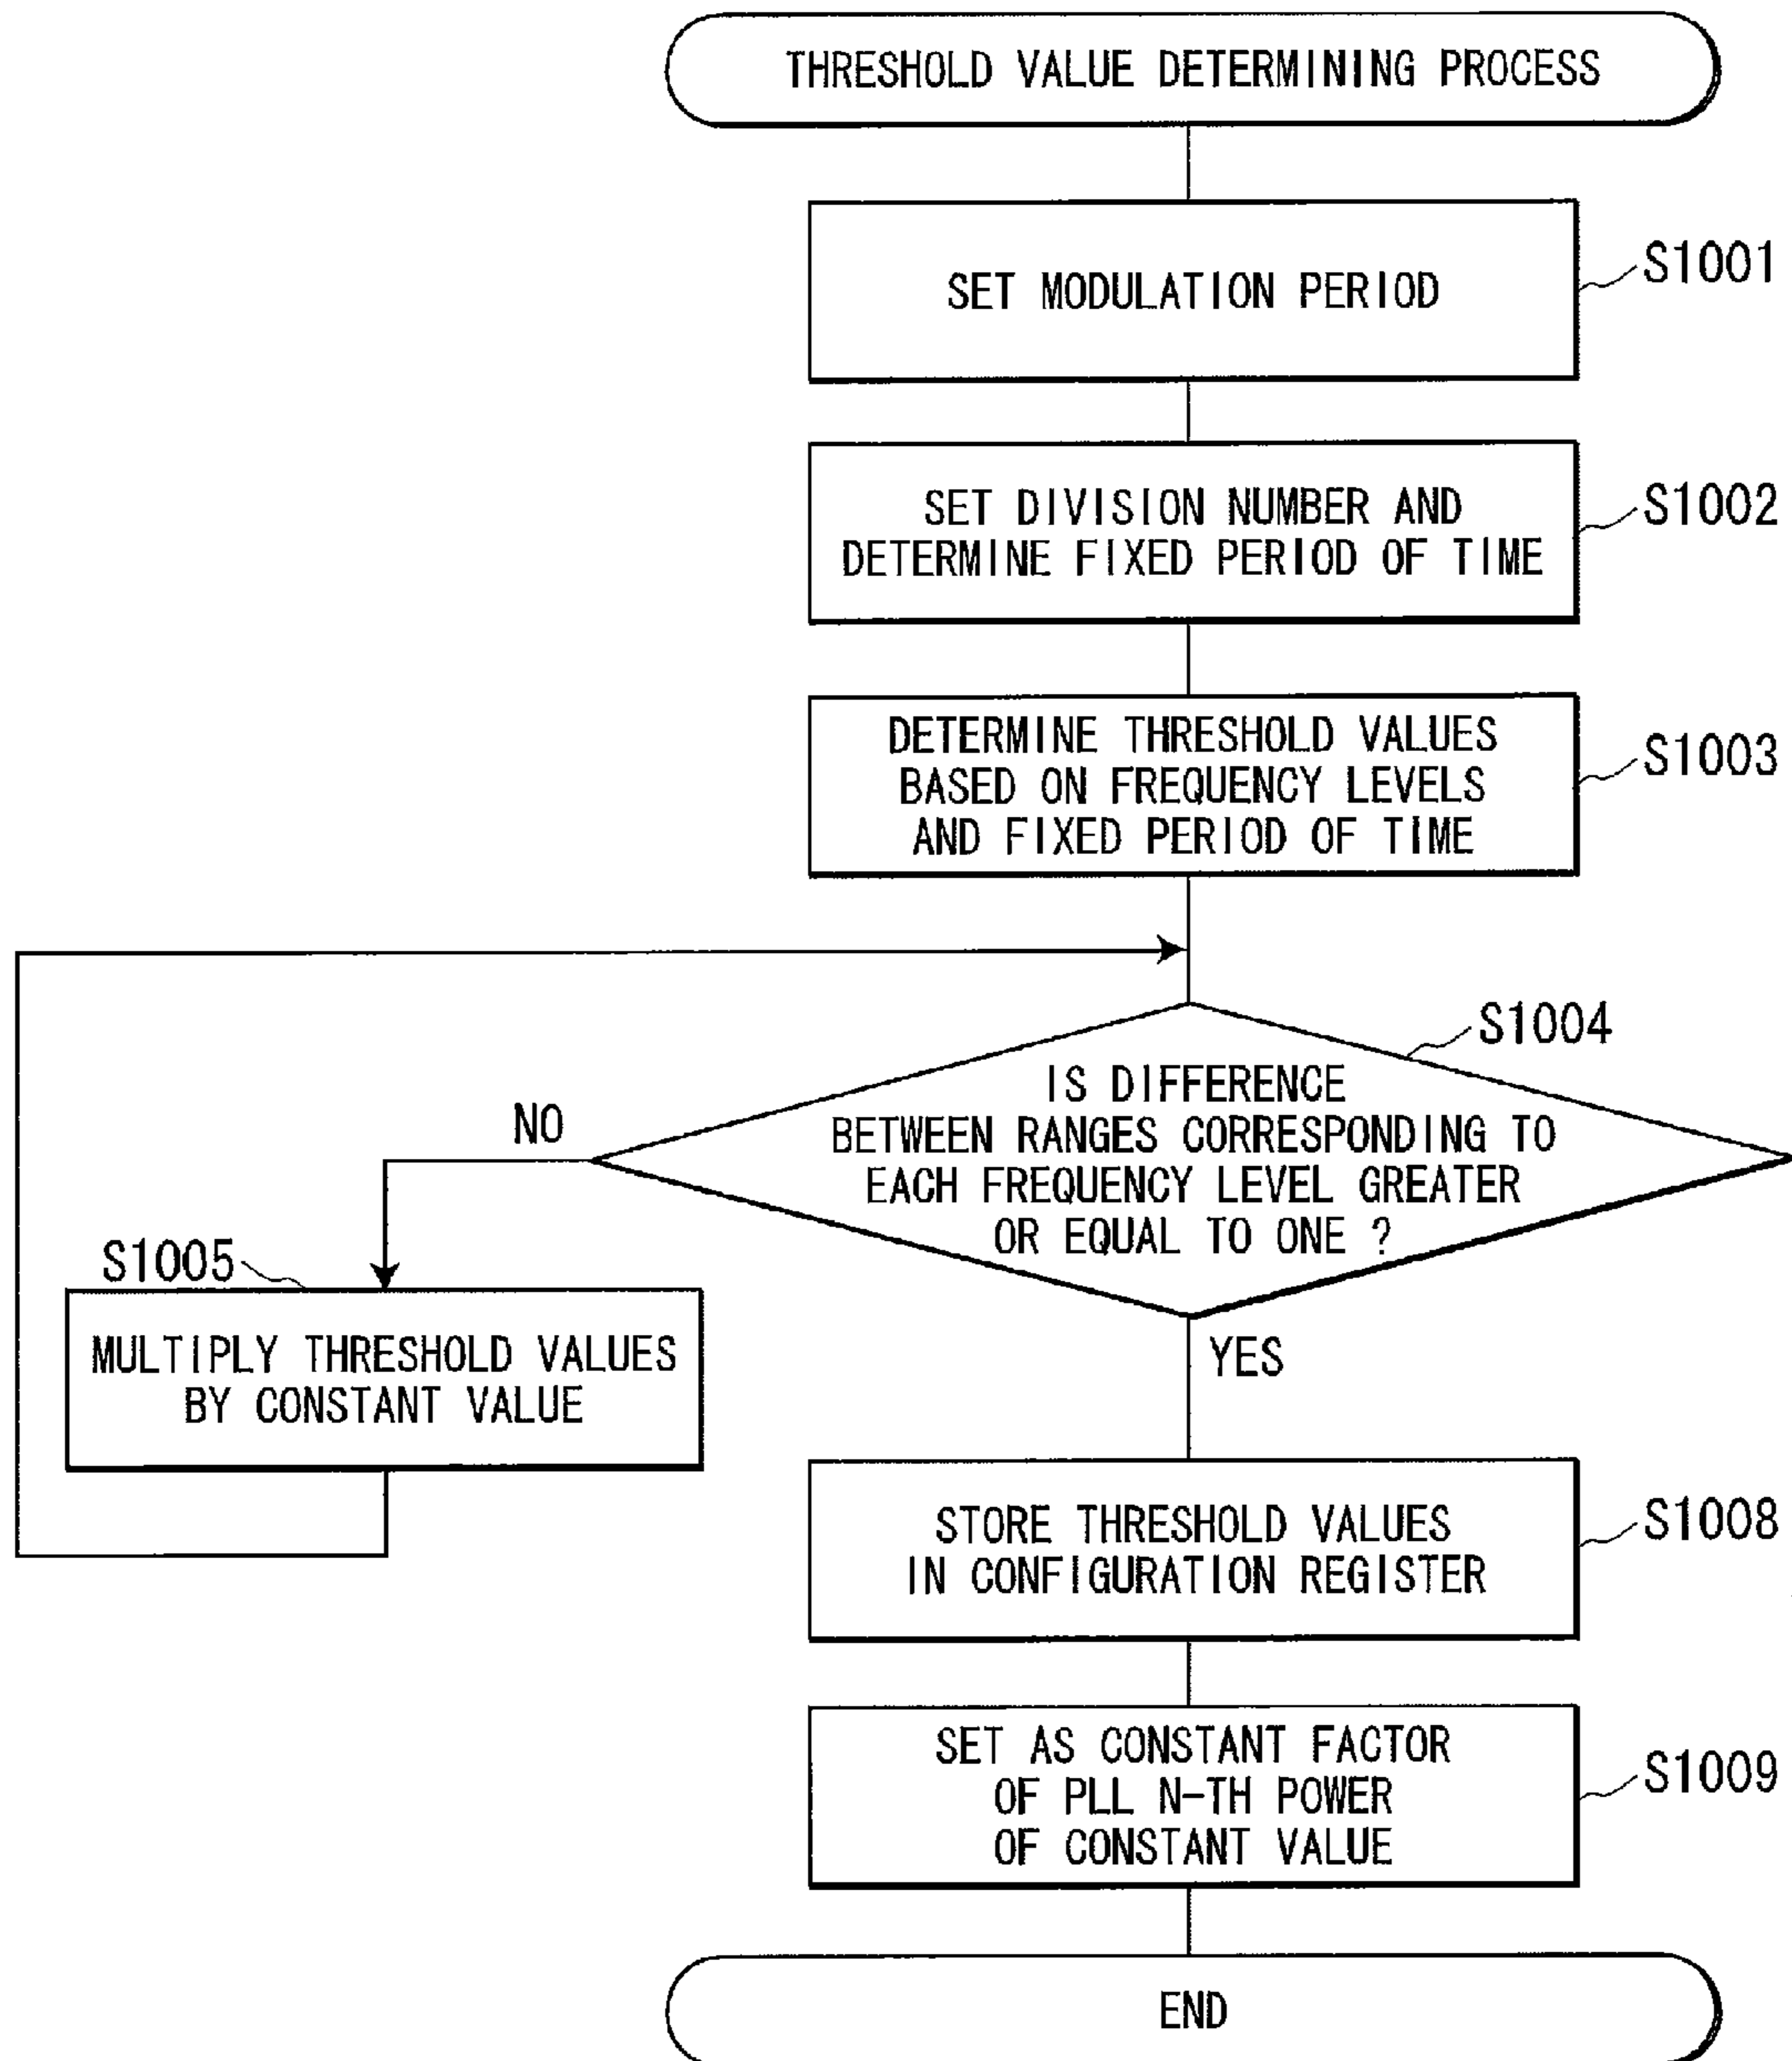 THRESHOLD VALUE DETERMINING PROCESS
SET MODULATION PERIOD
S1001
SET DIVISION NUMBER AND
DETERMINE FIXED PERIOD OF TIME
S1002
DETERMINE THRESHOLD VALUES
BASED ON FREQUENCY LEVELS
AND FIXED PERIOD OF TIME
S1003
S1004
IS DIFFERENCE
BETWEEN RANGES CORRESPONDING TO
EACH FREQUENCY LEVEL GREATER
OR EQUAL TO ONE ?
NO
S1005
MULTIPLY THRESHOLD VALUES
BY CONSTANT VALUE
YES
STORE THRESHOLD VALUES
IN CONFIGURATION REGISTER
S1008
SET AS CONSTANT FACTOR
OF PLL N-TH POWER
OF CONSTANT VALUE
S1009
END